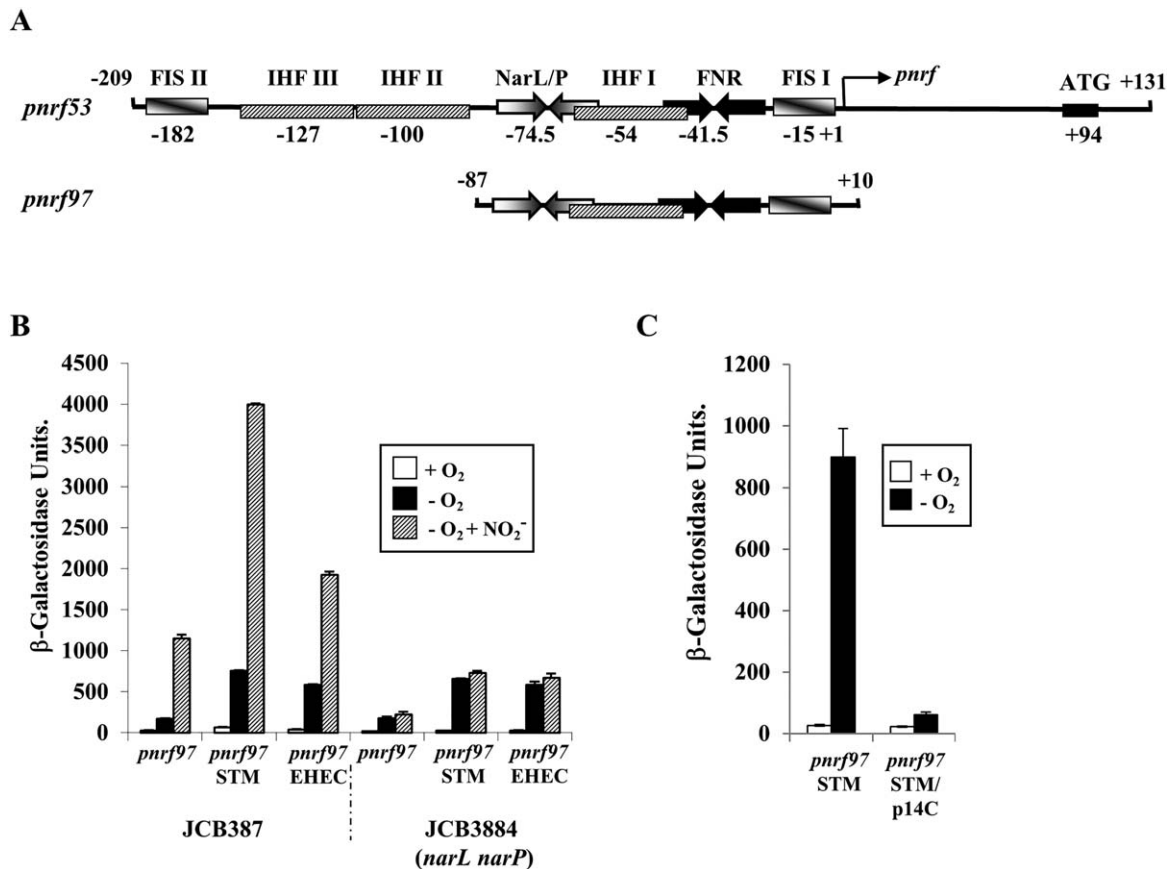 A
-209 FIS II IHF III IHF II NarL/P IHF I FNR FIS I pnrf ATG +131
pnrf53
-182 -127 -100 -74.5 -54 -41.5 -15 +1 +94
-87 +10
pnrf97
B
β-Galactosidase Units.
4500
4000
3500
3000
2500
2000
1500
1000
500
0
+ O₂
- O₂
- O₂ + NO₂⁻
pnrf97 pnrf97 pnrf97 pnrf97 pnrf97 pnrf97
STM EHEC STM EHEC
JCB387 JCB3884
(narL narP)
C
β-Galactosidase Units.
1200
1000
800
600
400
200
0
+ O₂
- O₂
pnrf97 pnrf97
STM STM/
p14C